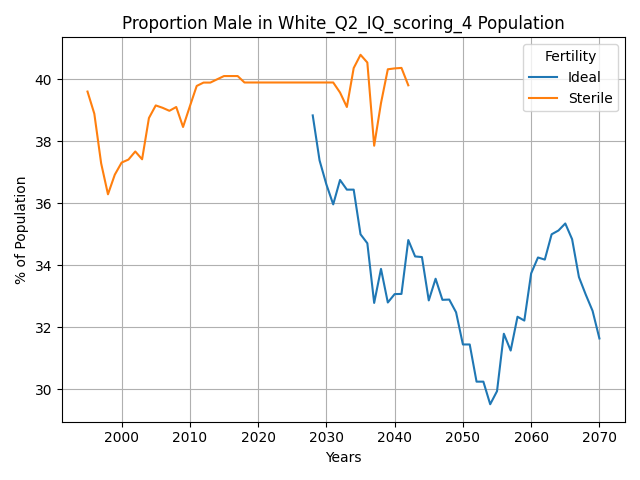 Proportion Male in White_Q2_IQ_scoring_4 Population
Fertility
Ideal
Sterile
% of Population
40
38
36
34
32
30
2000 2010 2020 2030 2040 2050 2060 2070
Years